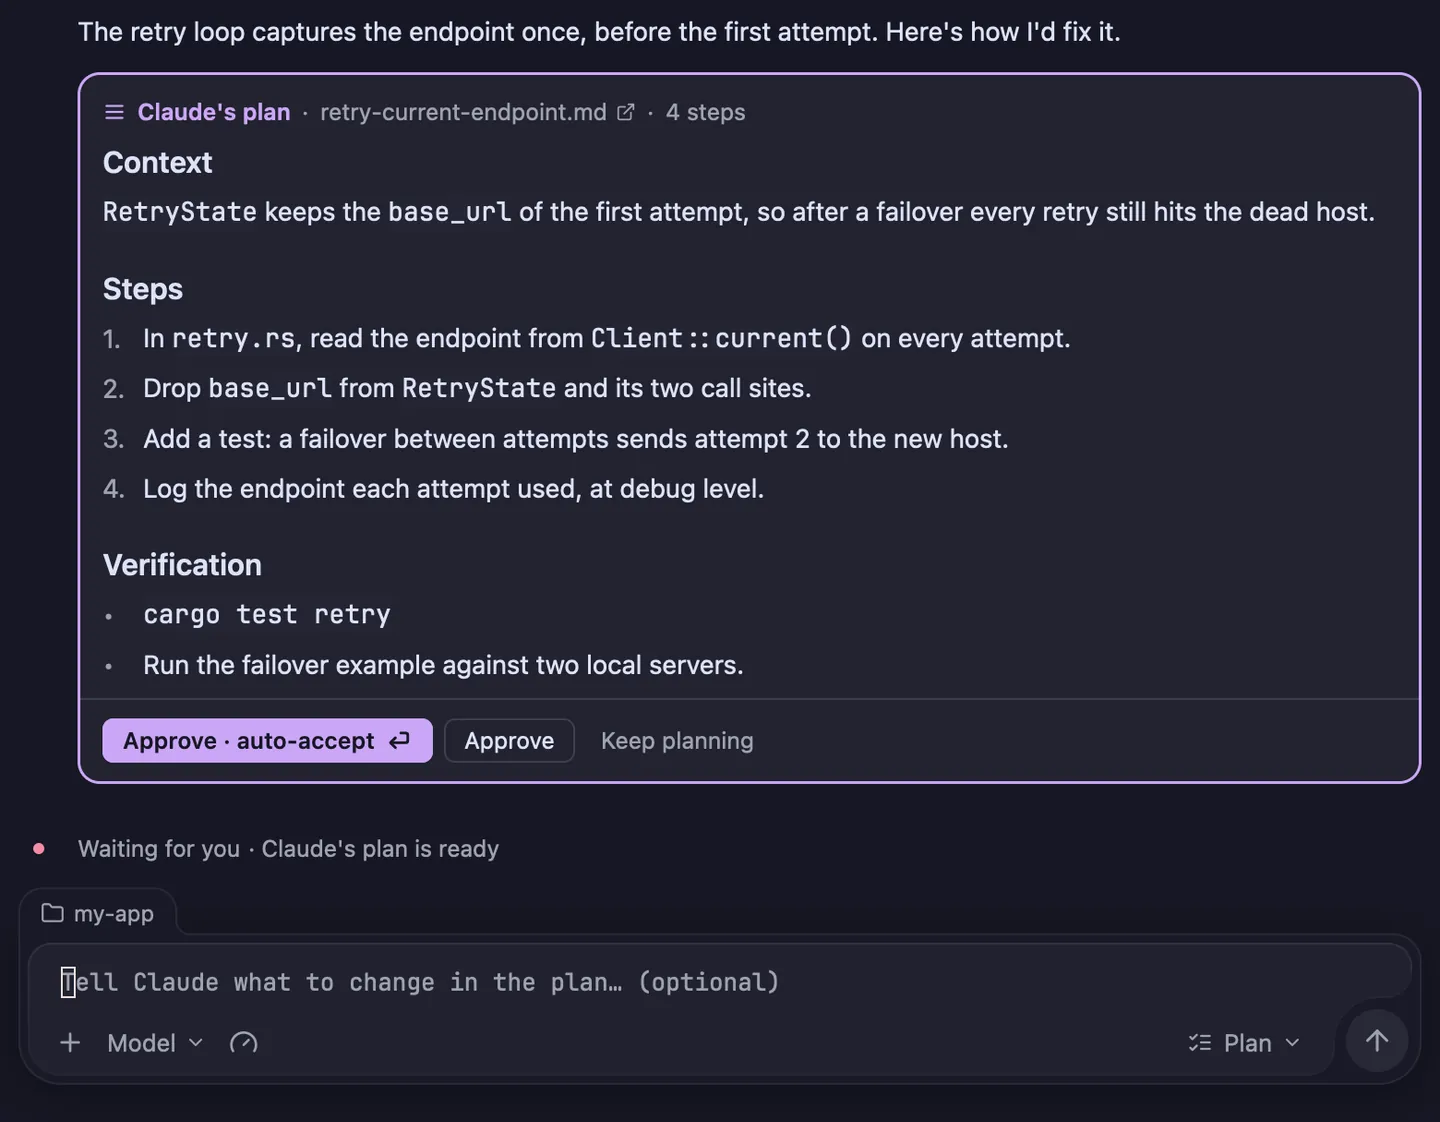 The retry loop captures the endpoint once, before the first attempt. Here's how I'd fix it.
Claude's plan · retry-current-endpoint.md · 4 steps
Context
RetryState keeps the base_url of the first attempt, so after a failover every retry still hits the dead host.
Steps
1. In retry.rs, read the endpoint from Client::current() on every attempt.
2. Drop base_url from RetryState and its two call sites.
3. Add a test: a failover between attempts sends attempt 2 to the new host.
4. Log the endpoint each attempt used, at debug level.
Verification
• cargo test retry
• Run the failover example against two local servers.
Approve · auto-accept Approve Keep planning
Waiting for you · Claude's plan is ready
my-app
Tell Claude what to change in the plan… (optional)
Model Plan